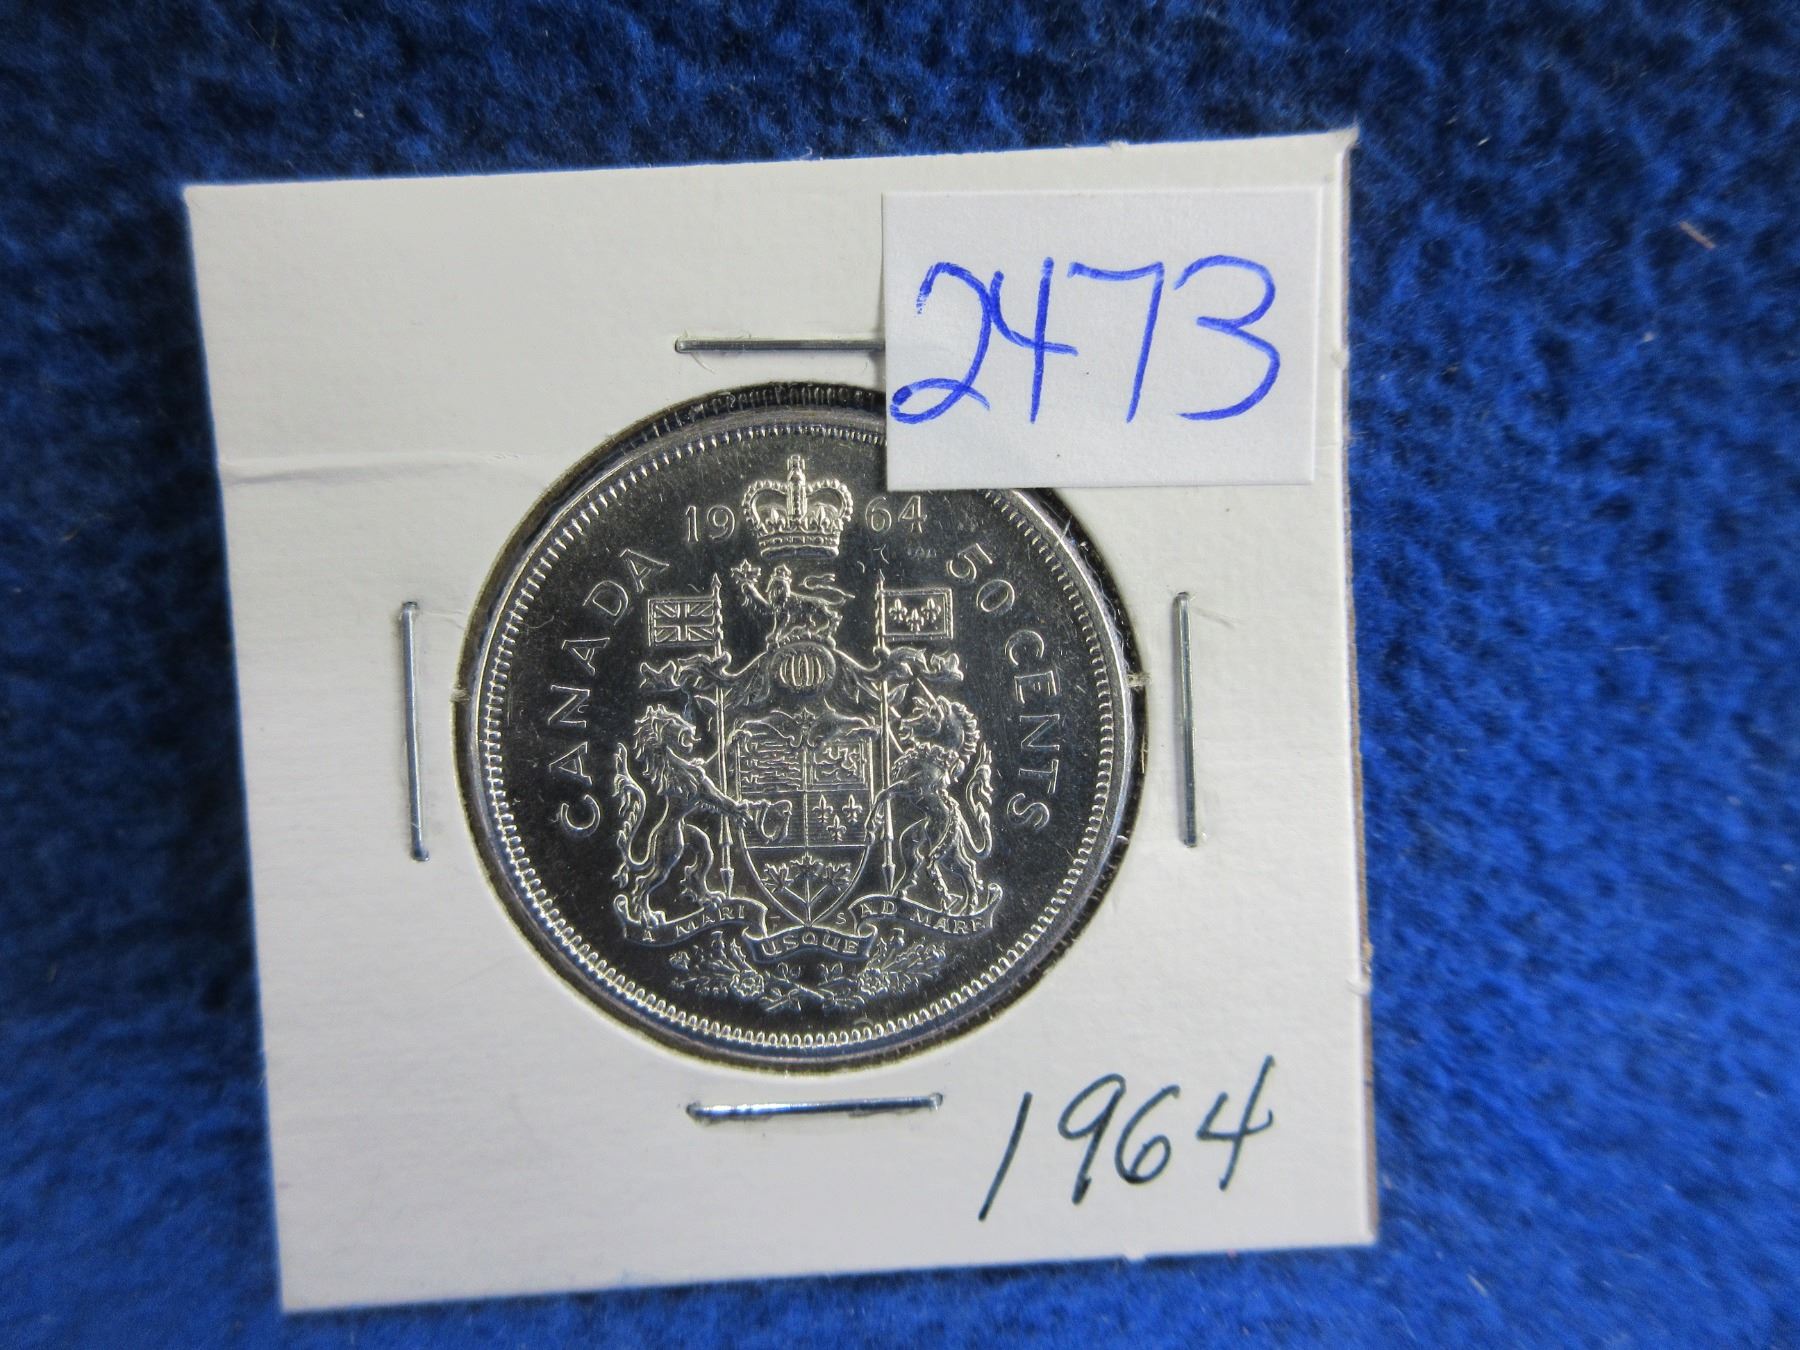 2473
19 64
CANADA
50 CENTS
A MARI USQUE AD MARE
1964